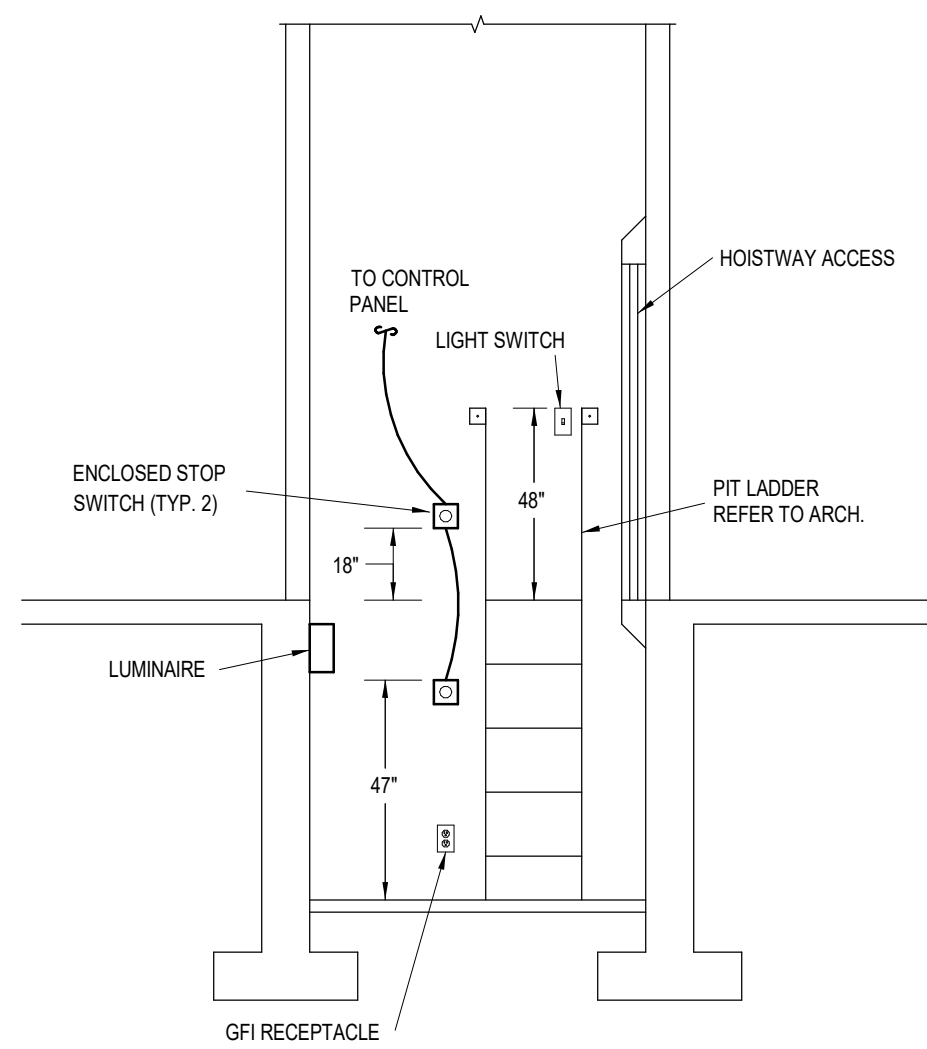 HOISTWAY ACCESS
TO CONTROL
PANEL
LIGHT SWITCH
ENCLOSED STOP
SWITCH (TYP. 2)
48"
PIT LADDER
REFER TO ARCH.
18"
LUMINAIRE
47"
GFI RECEPTACLE